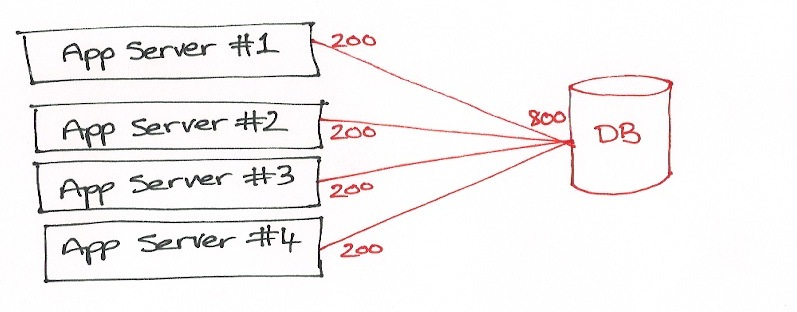 App Server #1
200
App Server #2
200
800
DB
App Server #3
200
App Server #4
200